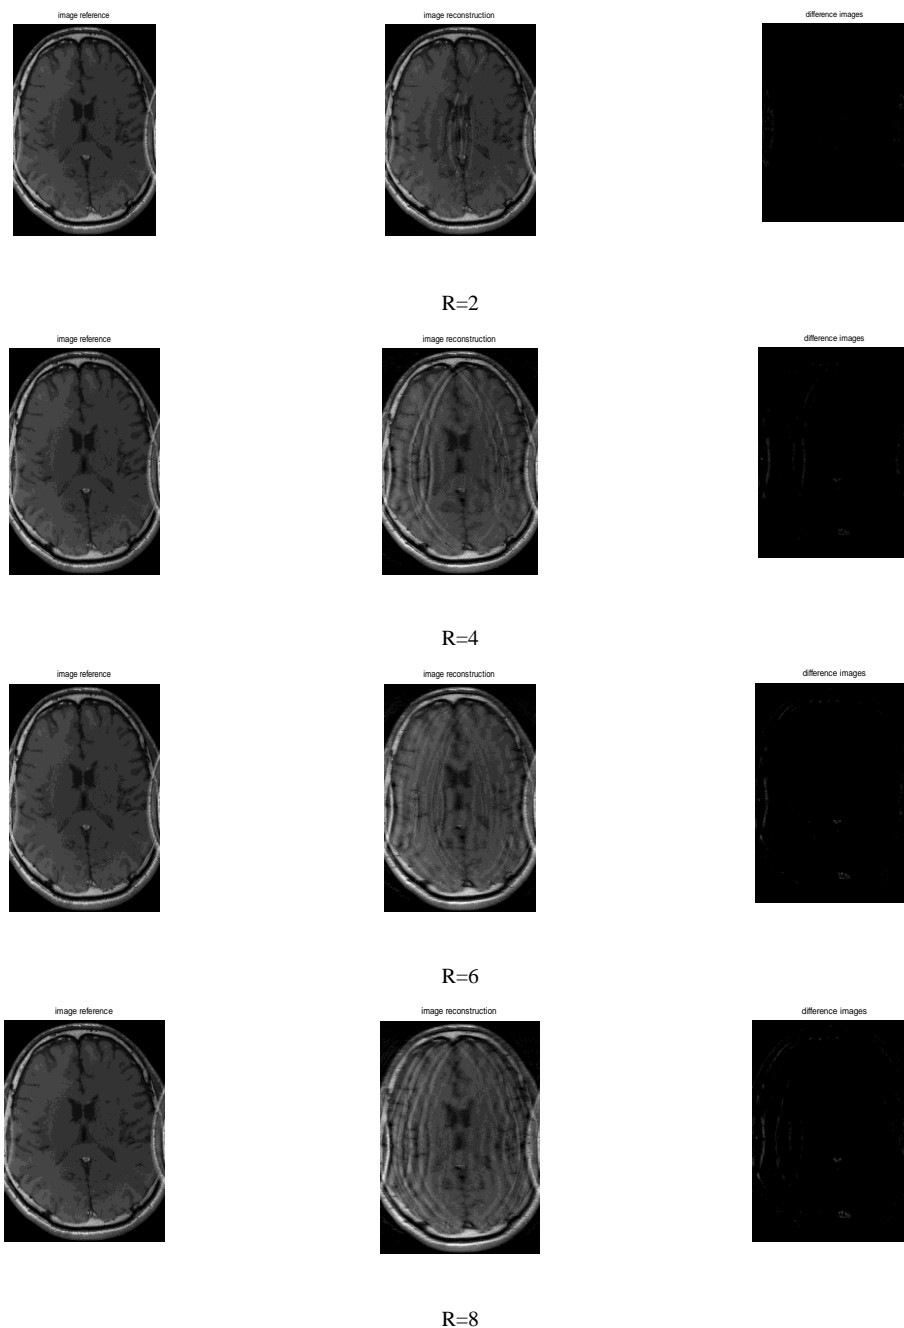 image reference
image reconstruction
difference images
R=2
image reference
image reconstruction
difference images
R=4
image reference
image reconstruction
difference images
R=6
image reference
image reconstruction
difference images
R=8